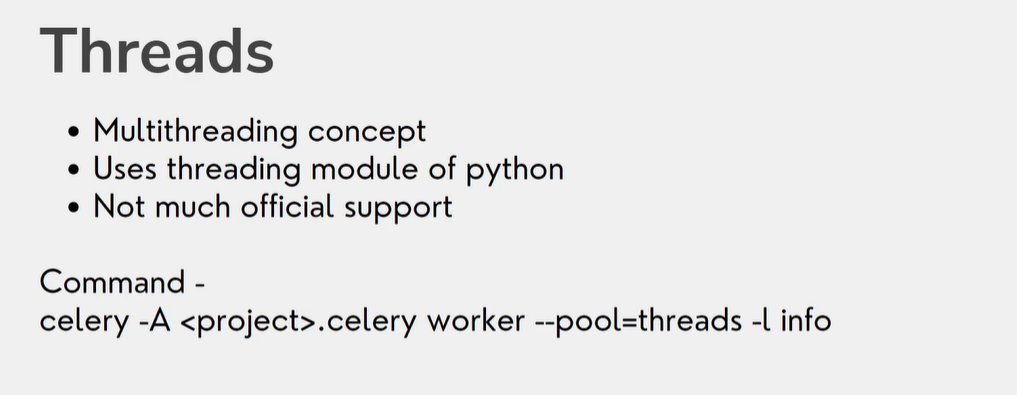 Threads
• Multithreading concept
• Uses threading module of python
• Not much official support
Command -
celery -A <project>.celery worker --pool=threads -l info